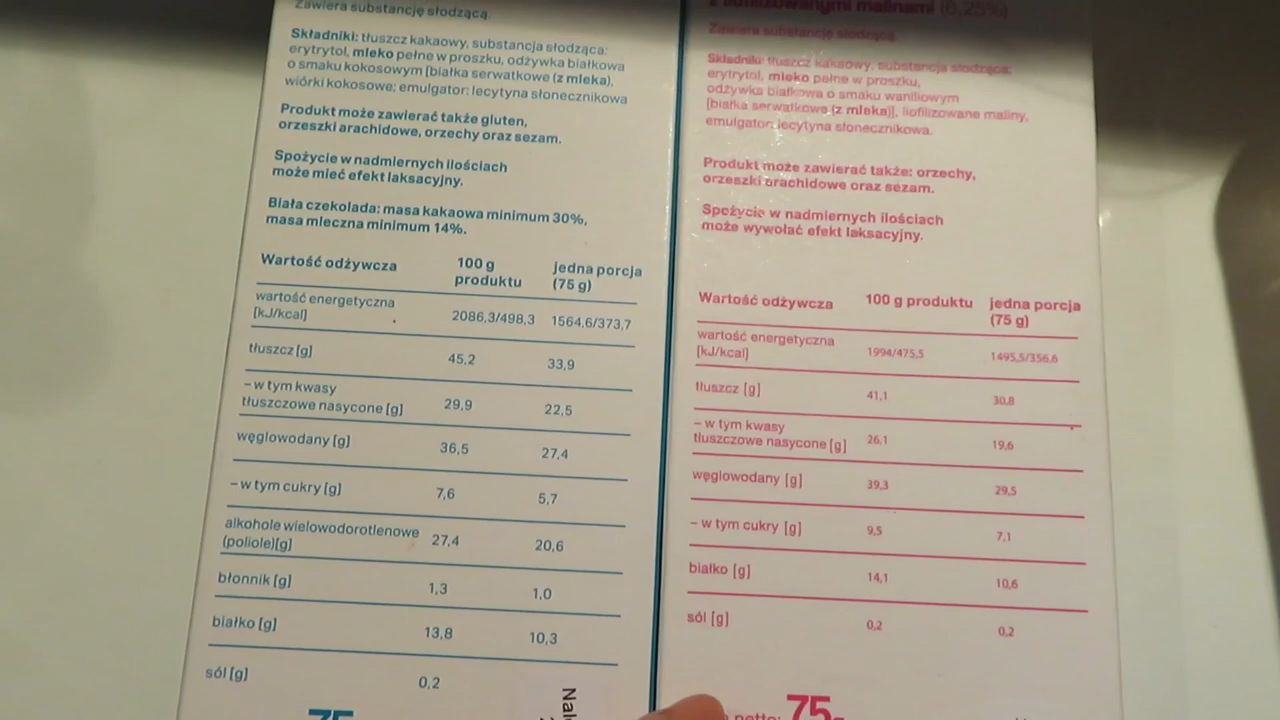 Zawiera substancję słodzącą.
Składniki: tłuszcz kakaowy, substancja słodząca:
erytrytol, mleko pełne w proszku, odżywka białkowa
o smaku kokosowym [białka serwatkowe (z mleka),
wiórki kokosowe; emulgator: lecytyna słonecznikowa
Produkt może zawierać także gluten,
orzeszki arachidowe, orzechy oraz sezam.
Spożycie w nadmiernych ilościach
może mieć efekt laksacyjny.
Biała czekolada: masa kakaowa minimum 30%,
masa mleczna minimum 14%.
Wartość odżywcza 100 g produktu jedna porcja (75 g)
wartość energetyczna [kJ/kcal] 2086,3/498,3 1564,6/373,7
tłuszcz [g] 45,2 33,9
– w tym kwasy
tłuszczowe nasycone [g] 29,9 22,5
węglowodany [g] 36,5 27,4
– w tym cukry [g] 7,6 5,7
alkohole wielowodorotlenowe
(poliole)[g] 27,4 20,6
błonnik [g] 1,3 1,0
białko [g] 13,8 10,3
sól [g] 0,2
75
z liofilizowanymi malinami (6.25%)
Zawiera substancję słodzącą.
Składniki: tłuszcz kakaowy, substancja słodząca:
erytrytol, mleko pełne w proszku,
odżywka białkowa o smaku waniliowym
[białka serwatkowe (z mleka)], liofilizowane maliny,
emulgator: lecytyna słonecznikowa.
Produkt może zawierać także: orzechy,
orzeszki arachidowe oraz sezam.
Spożycie w nadmiernych ilościach
może wywołać efekt laksacyjny.
Wartość odżywcza 100 g produktu jedna porcja (75 g)
wartość energetyczna
[kJ/kcal] 1994/475,5 1495,5/356,6
tłuszcz [g] 41,1 30,8
– w tym kwasy
tłuszczowe nasycone [g] 26,1 19,6
węglowodany [g] 39,3 29,5
– w tym cukry [g] 9,5 7,1
białko [g] 14,1 10,6
sól [g] 0,2 0,2
netto: 75